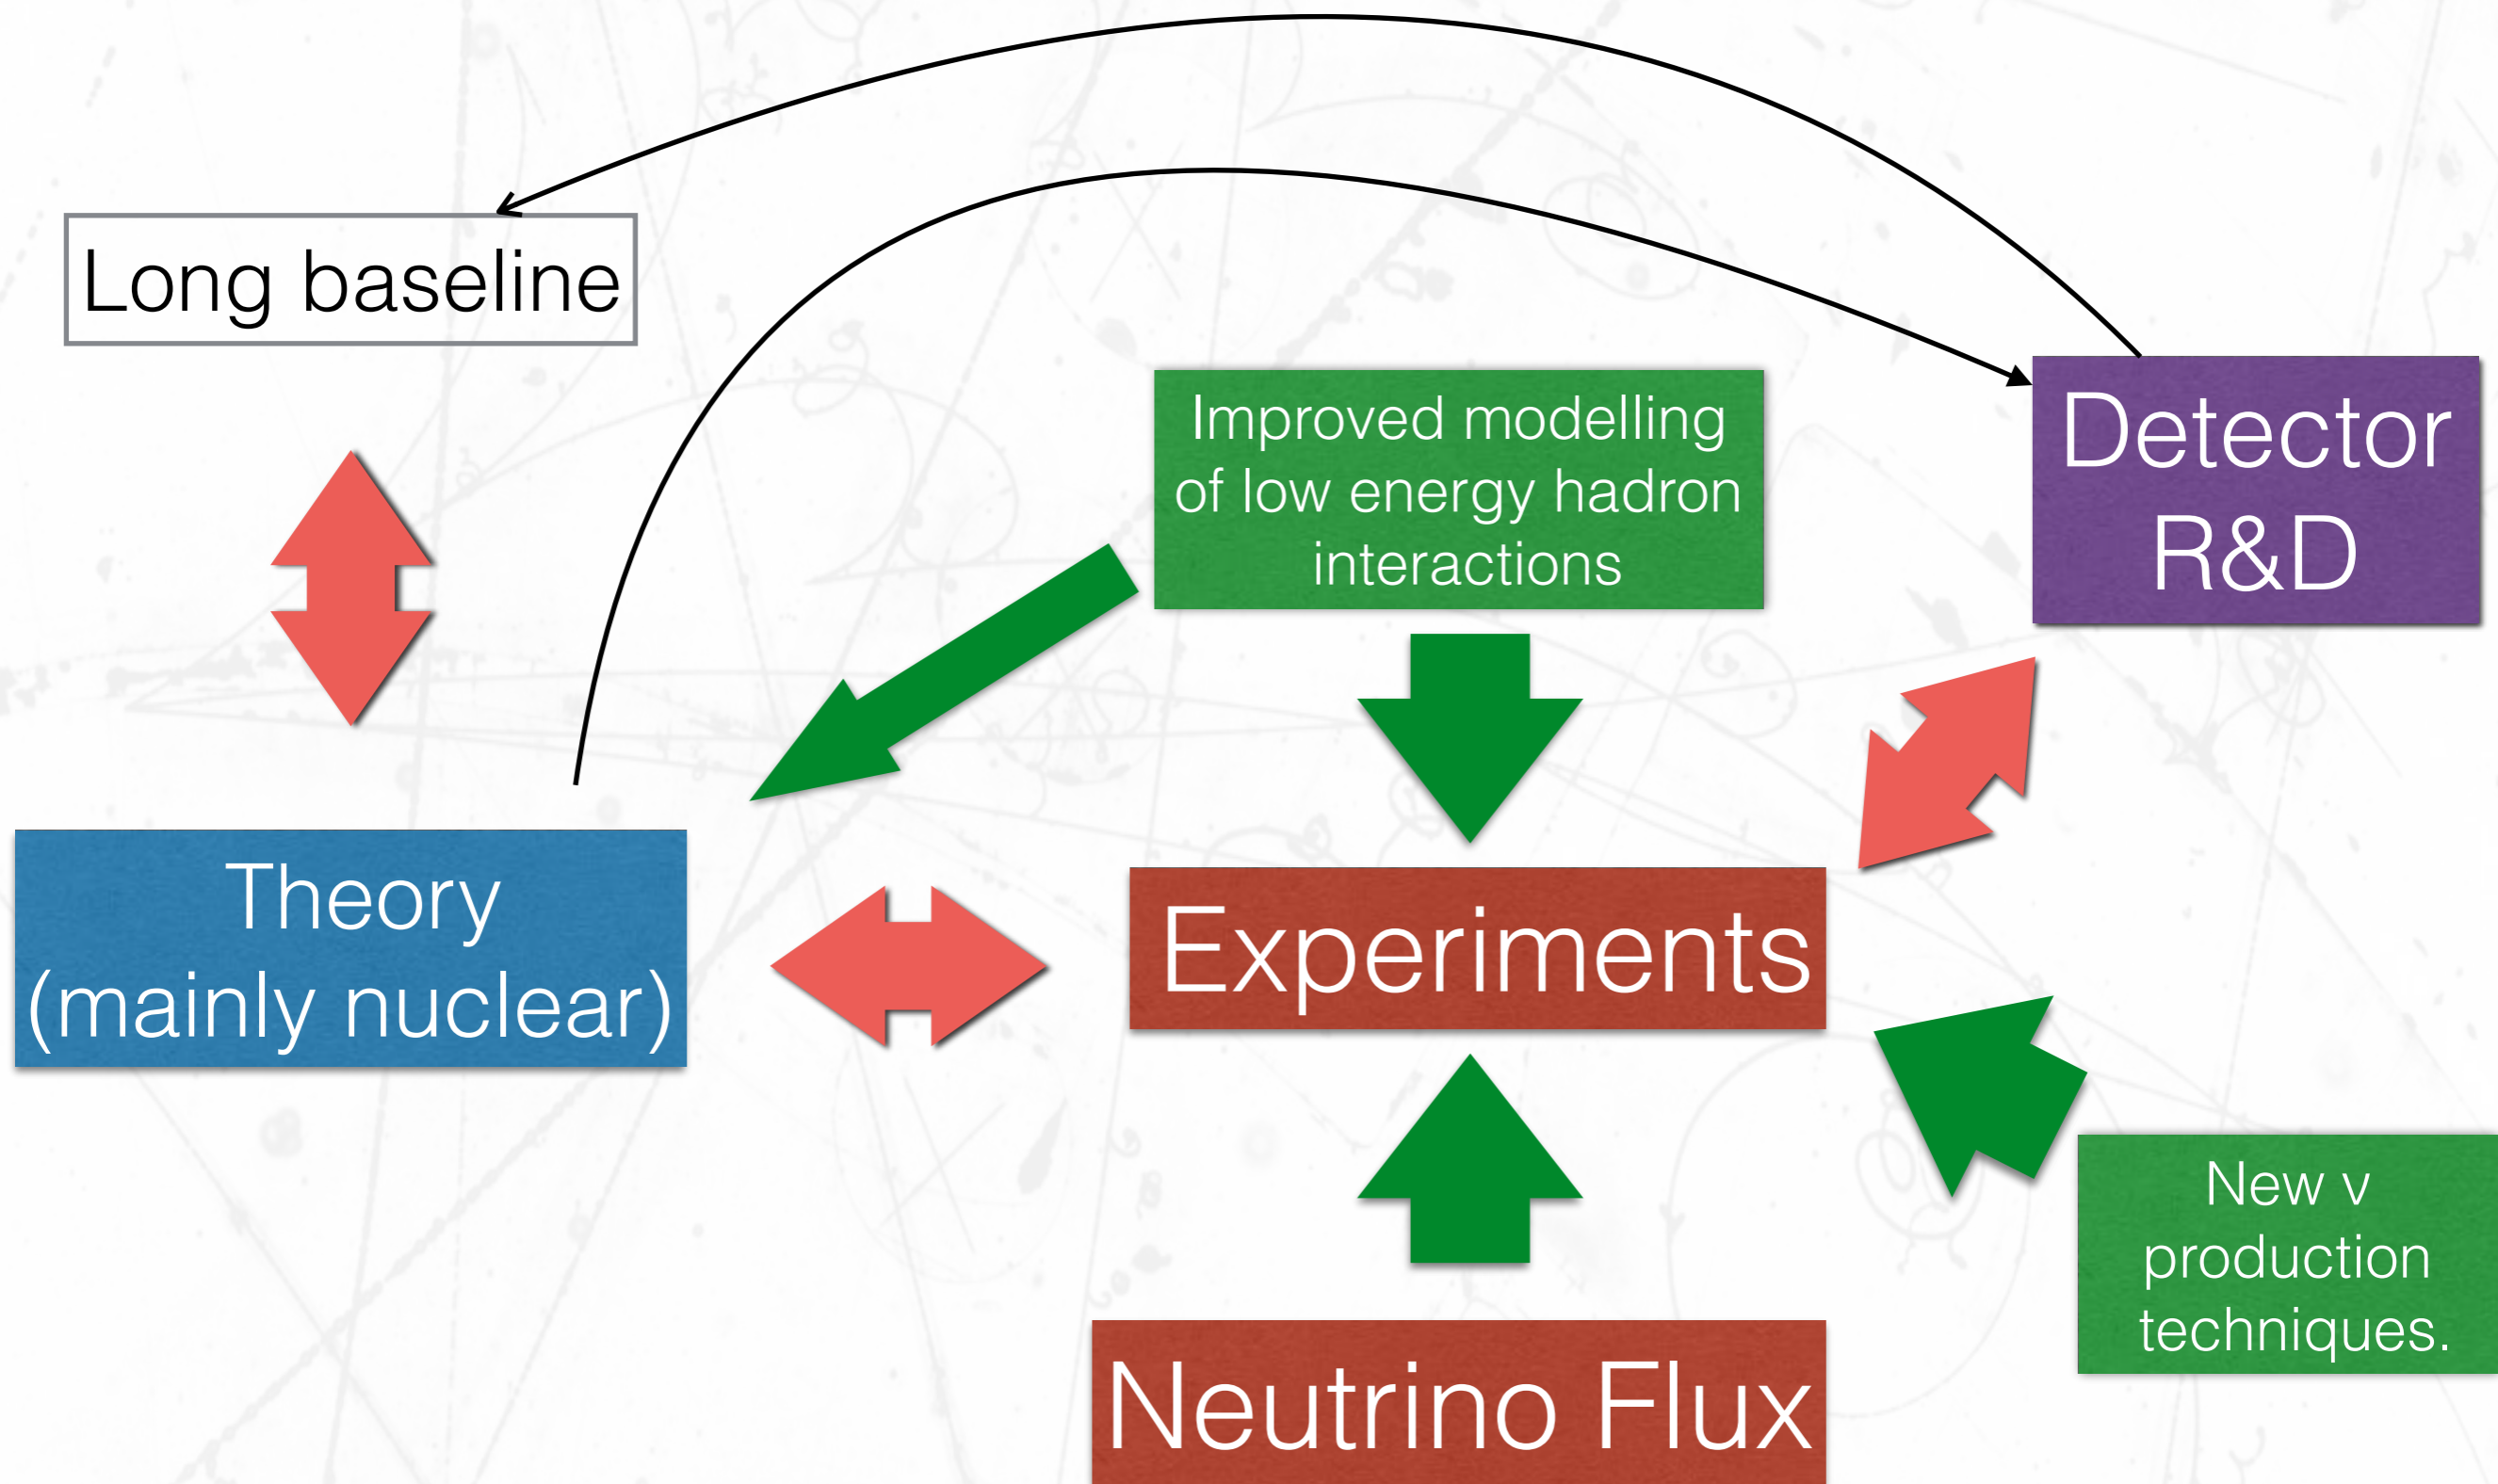 Long baseline
Improved modelling
of low energy hadron
interactions
Detector
R&D
Theory
(mainly nuclear)
Experiments
New ν
production
techniques.
Neutrino Flux